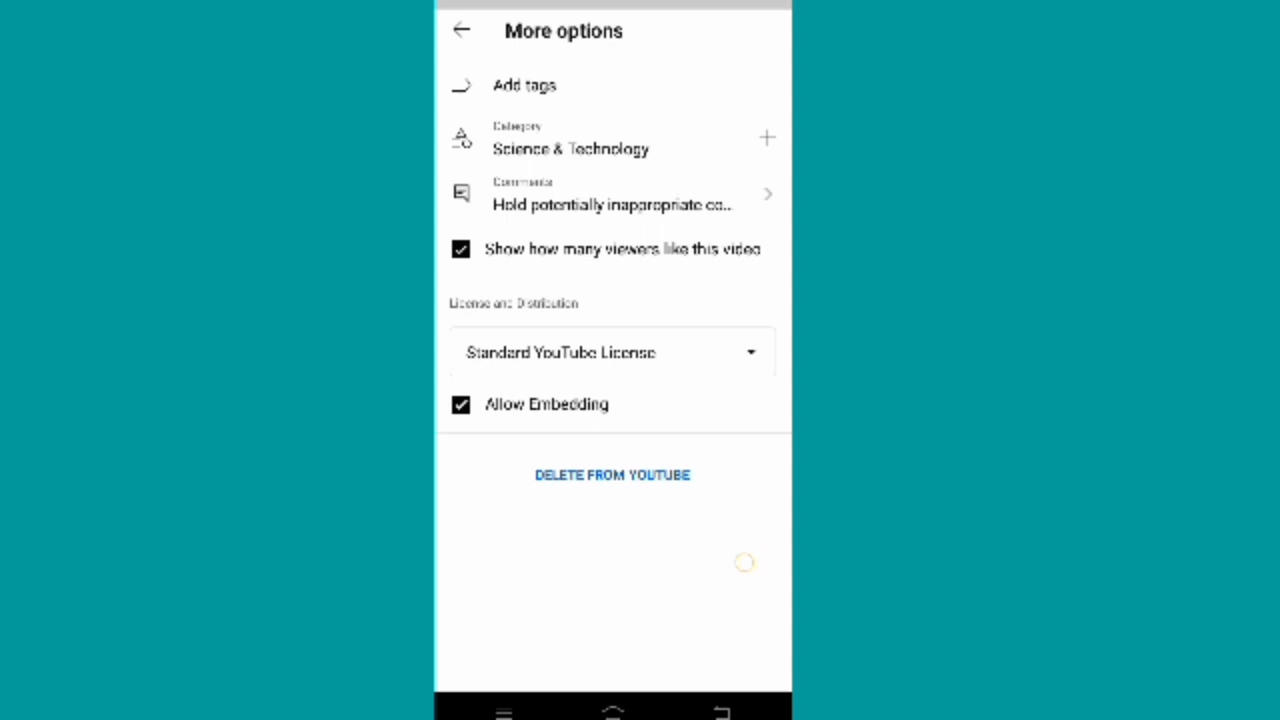 More options
Add tags
Category
Science & Technology
Comments
Hold potentially inappropriate co...
Show how many viewers like this video
License and Distribution
Standard YouTube License
Allow Embedding
DELETE FROM YOUTUBE